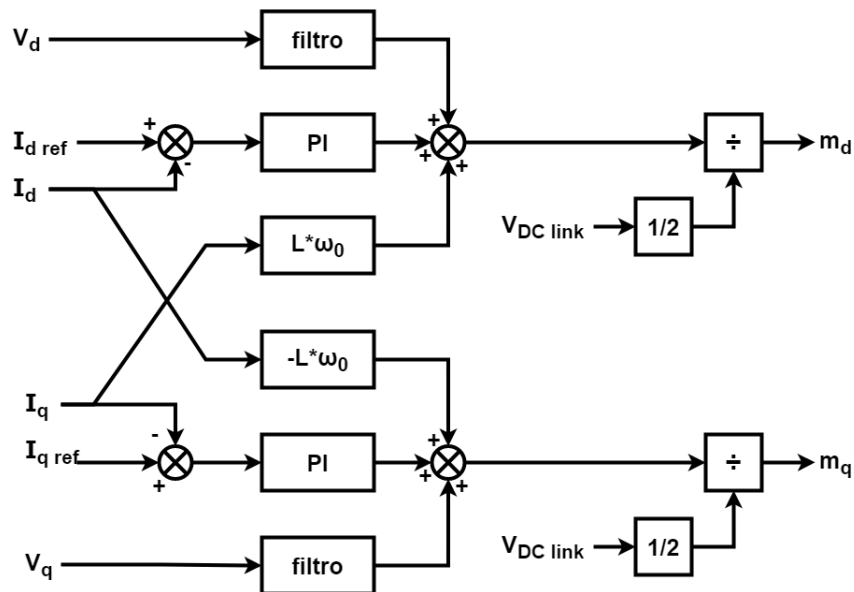 V_d
filtro
I_d ref
+
-
PI
+
+
+
÷
m_d
I_d
V_DC link
1/2
L*ω_0
-L*ω_0
I_q
-
+
I_q ref
PI
+
+
+
÷
m_q
V_DC link
1/2
V_q
filtro